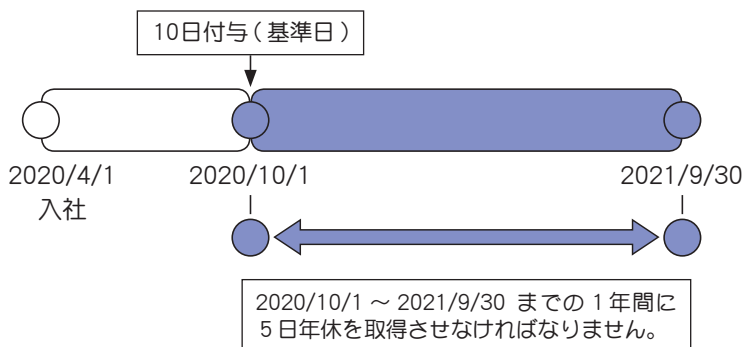 10日付与(基準日)
2020/4/1
入社
2020/10/1
2021/9/30
2020/10/1 ~ 2021/9/30 までの1年間に
5日年休を取得させなければなりません。